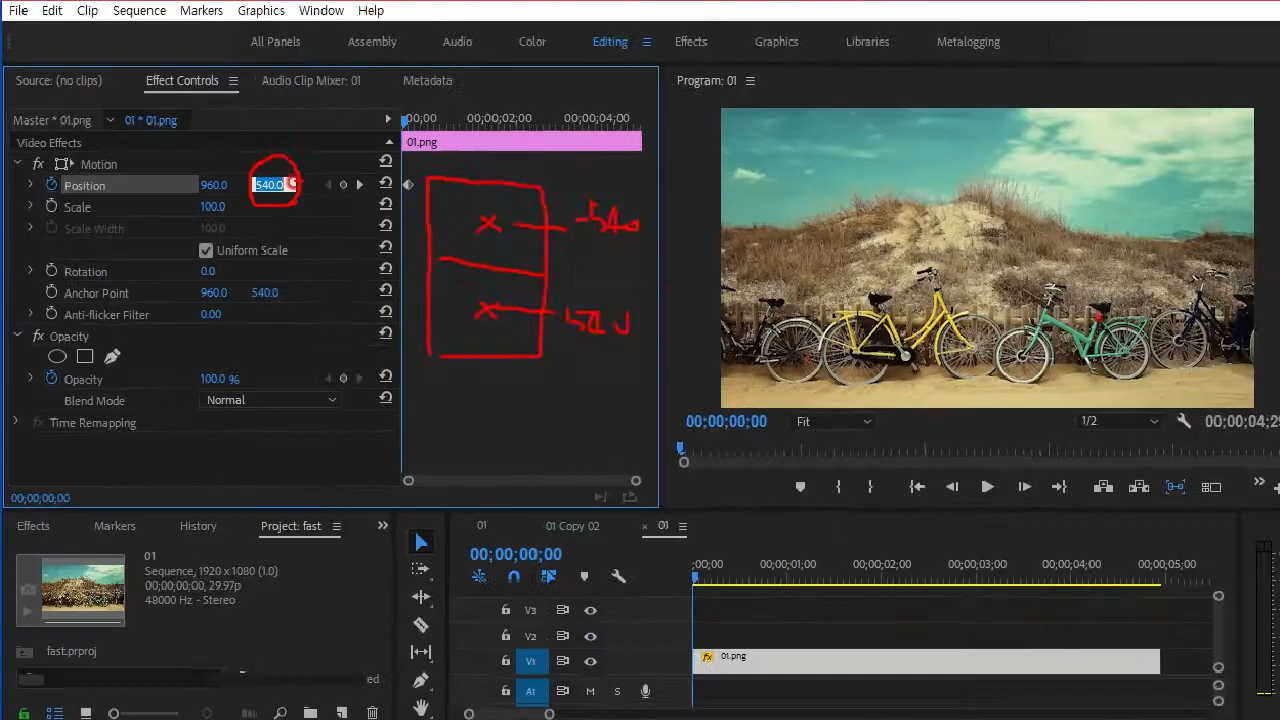 File Edit Clip Sequence Markers Graphics Window Help
All Panels Assembly Audio Color Editing Effects Graphics Libraries Metalogging
Source: (no clips) Effect Controls Audio Clip Mixer: 01 Metadata
Program: 01
Master * 01.png 01 * 01.png
:00;00 00;00;02;00 00;00;04;00
Video Effects
01.png
fx Motion
Position 960.0 540.0
Scale 100.0
Scale Width 100.0
Uniform Scale
Rotation 0.0
Anchor Point 960.0 540.0
Anti-flicker Filter 0.00
fx Opacity
Opacity 100.0 %
Blend Mode Normal
fx Time Remapping
-540
00;00;00;00
00;00;00;00 Fit 1/2 00;00;04;2
Effects Markers History Project: fast
01
Sequence, 1920 x 1080 (1.0)
00;00;00;00, 29.97p
48000 Hz - Stereo
fast.prproj
ed
01 01 Copy 02 × 01
00;00;00;00
;00;00 00;00;01;00 00;00;02;00 00;00;03;00 00;00;04;00 00;00;05;00
V3
V2
V1 fx 01.png
A1 M S